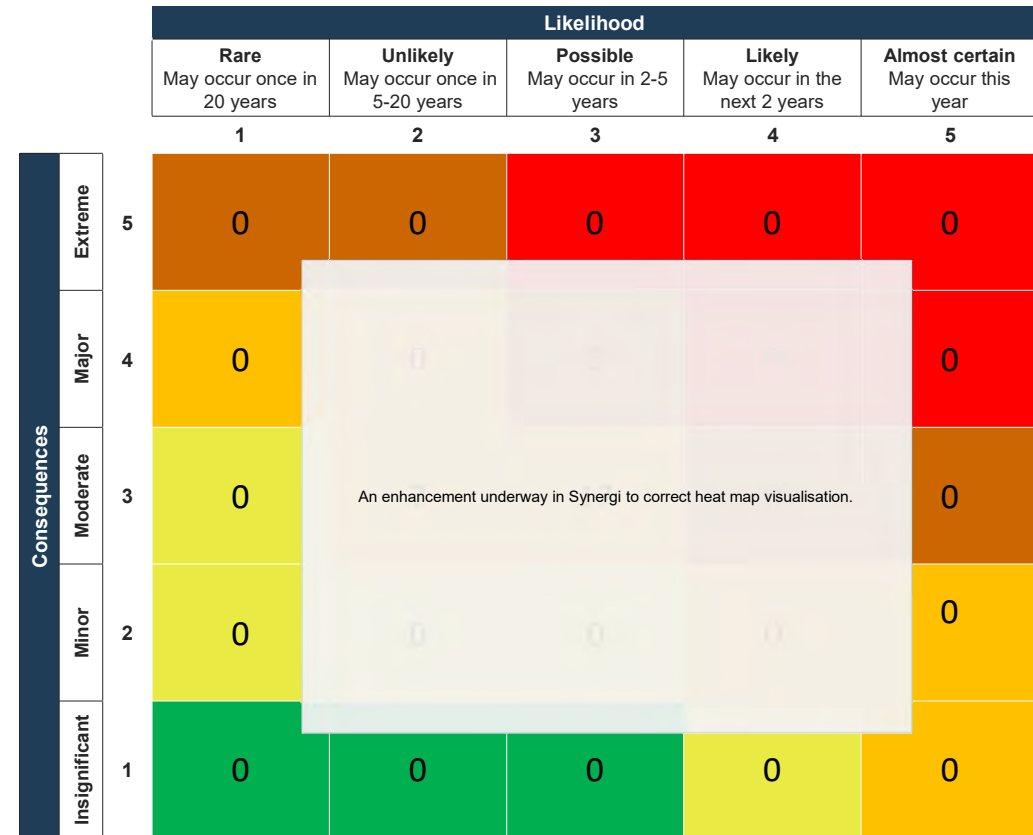 Likelihood
Rare Unlikely Possible Likely Almost certain
May occur once in May occur once in May occur in 2-5 May occur in the May occur this
20 years 5-20 years years next 2 years year
1 2 3 4 5
Consequences
Extreme 5 0 0 0 0 0
Major 4 0 0 0
Moderate 3 0 An enhancement underway in Synergi to correct heat map visualisation. 0
Minor 2 0 0 0 0 0
Insignificant 1 0 0 0 0 0